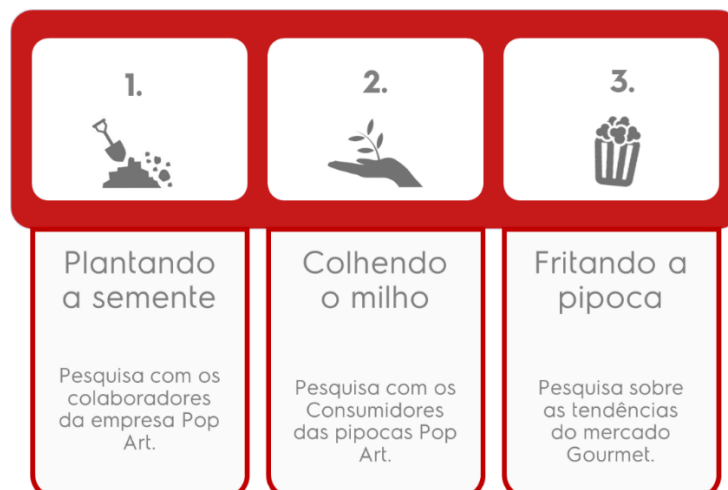 1.
2.
3.
Plantando
a semente
Pesquisa com os
colaboradores
da empresa Pop
Art.
Colhendo
o milho
Pesquisa com os
Consumidores
das pipocas Pop
Art.
Fritando a
pipoca
Pesquisa sobre
as tendências
do mercado
Gourmet.